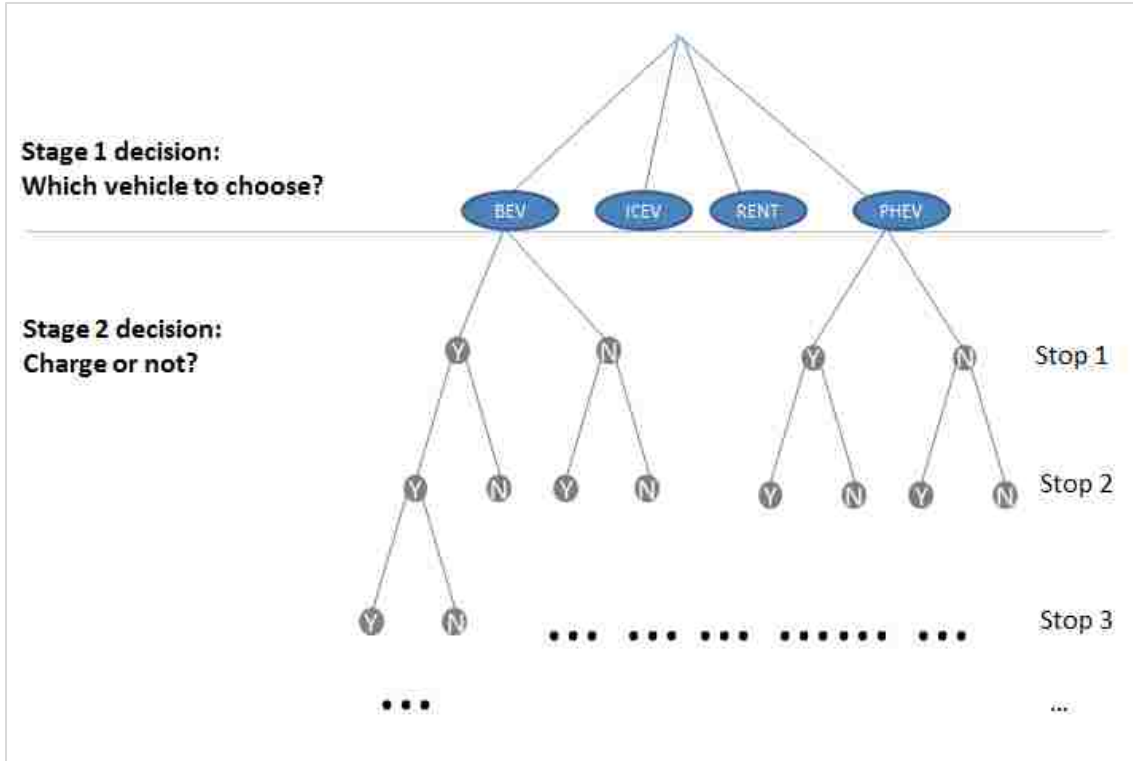 Stage 1 decision:
Which vehicle to choose?
BEV ICEV RENT PHEV
Stage 2 decision:
Charge or not?
Y N Y N Stop 1
Y N Y N Y N Y N Stop 2
Y N Stop 3
... ... ... ...... ...
... ...